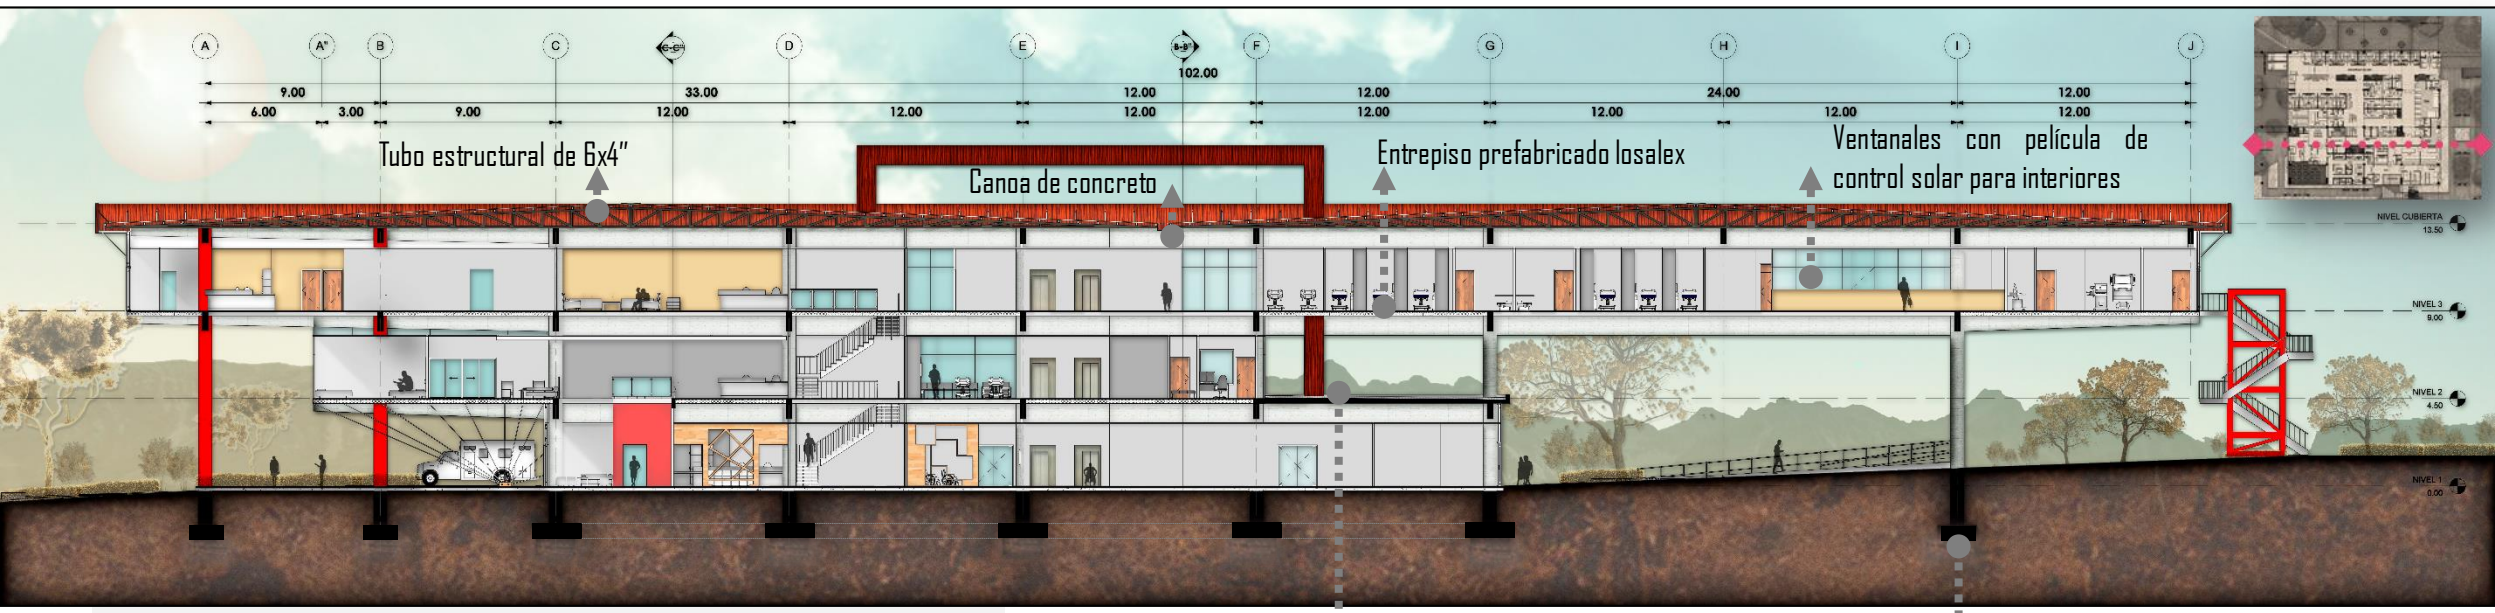 A A" B C C-C" D E B-B" F G H I J
102.00
9.00 33.00 12.00 12.00 24.00 12.00
6.00 3.00 9.00 12.00 12.00 12.00 12.00 12.00 12.00 12.00
Tubo estructural de 6x4"
Canoa de concreto
Entrepiso prefabricado losalex
Ventanales con película de
control solar para interiores
NIVEL CUBIERTA
13.50
NIVEL 3
9.00
NIVEL 2
4.50
NIVEL 1
0.00